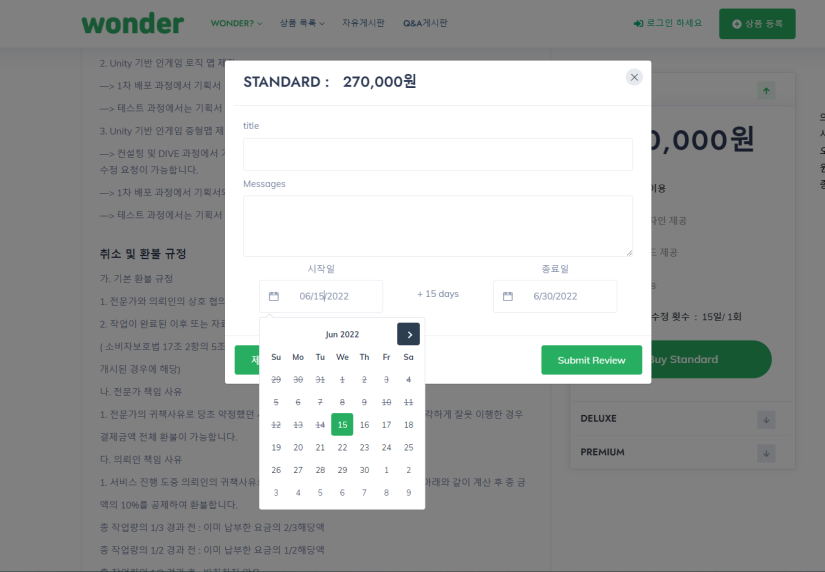 wonder
WONDER?
상품 목록
자유게시판
Q&A게시판
로그인 하세요
상품 등록
2. Unity 기반 인게임 로직 맵 제
—> 1차 배포 과정에서 기획서
—> 테스트 과정에서는 기획서
3. Unity 기반 인게임 중형맵 제
—> 컨설팅 및 DIVE 과정에서
수정 요청이 가능합니다.
—> 1차 배포 과정에서 기획서와
—> 테스트 과정에서는 기획서
취소 및 환불 규정
가. 기본 환불 규정
1. 전문가와 의뢰인의 상호 협의
2. 작업이 완료된 이후 또는 자료
( 소비자보호법 17조 2항의 5조
개시된 경우에 해당)
나. 전문가 책임 사유
1. 전문가의 귀책사유로 당초 약정했던
각하게 잘못 이행한 경우
결제금액 전체 환불이 가능합니다.
다. 의뢰인 책임 사유
1. 서비스 진행 도중 의뢰인의 귀책사유로
아래와 같이 계산 후 총 금
액의 10%를 공제하여 환불합니다.
총 작업량의 1/3 경과 전 : 이미 납부한 요금의 2/3해당액
총 작업량의 1/2 경과 전 : 이미 납부한 요금의 1/2해당액
STANDARD : 270,000원
title
Messages
시작일
종료일
06/15/2022
+ 15 days
6/30/2022
Submit Review
Jun 2022
Su Mo Tu We Th Fr Sa
29 30 31 1 2 3 4
5 6 7 8 9 10 11
12 13 14 15 16 17 18
19 20 21 22 23 24 25
26 27 28 29 30 1 2
3 4 5 6 7 8 9
0,000원
이용
자인 제공
드 제공
s
수정 횟수 : 15일/ 1회
Buy Standard
DELUXE
PREMIUM